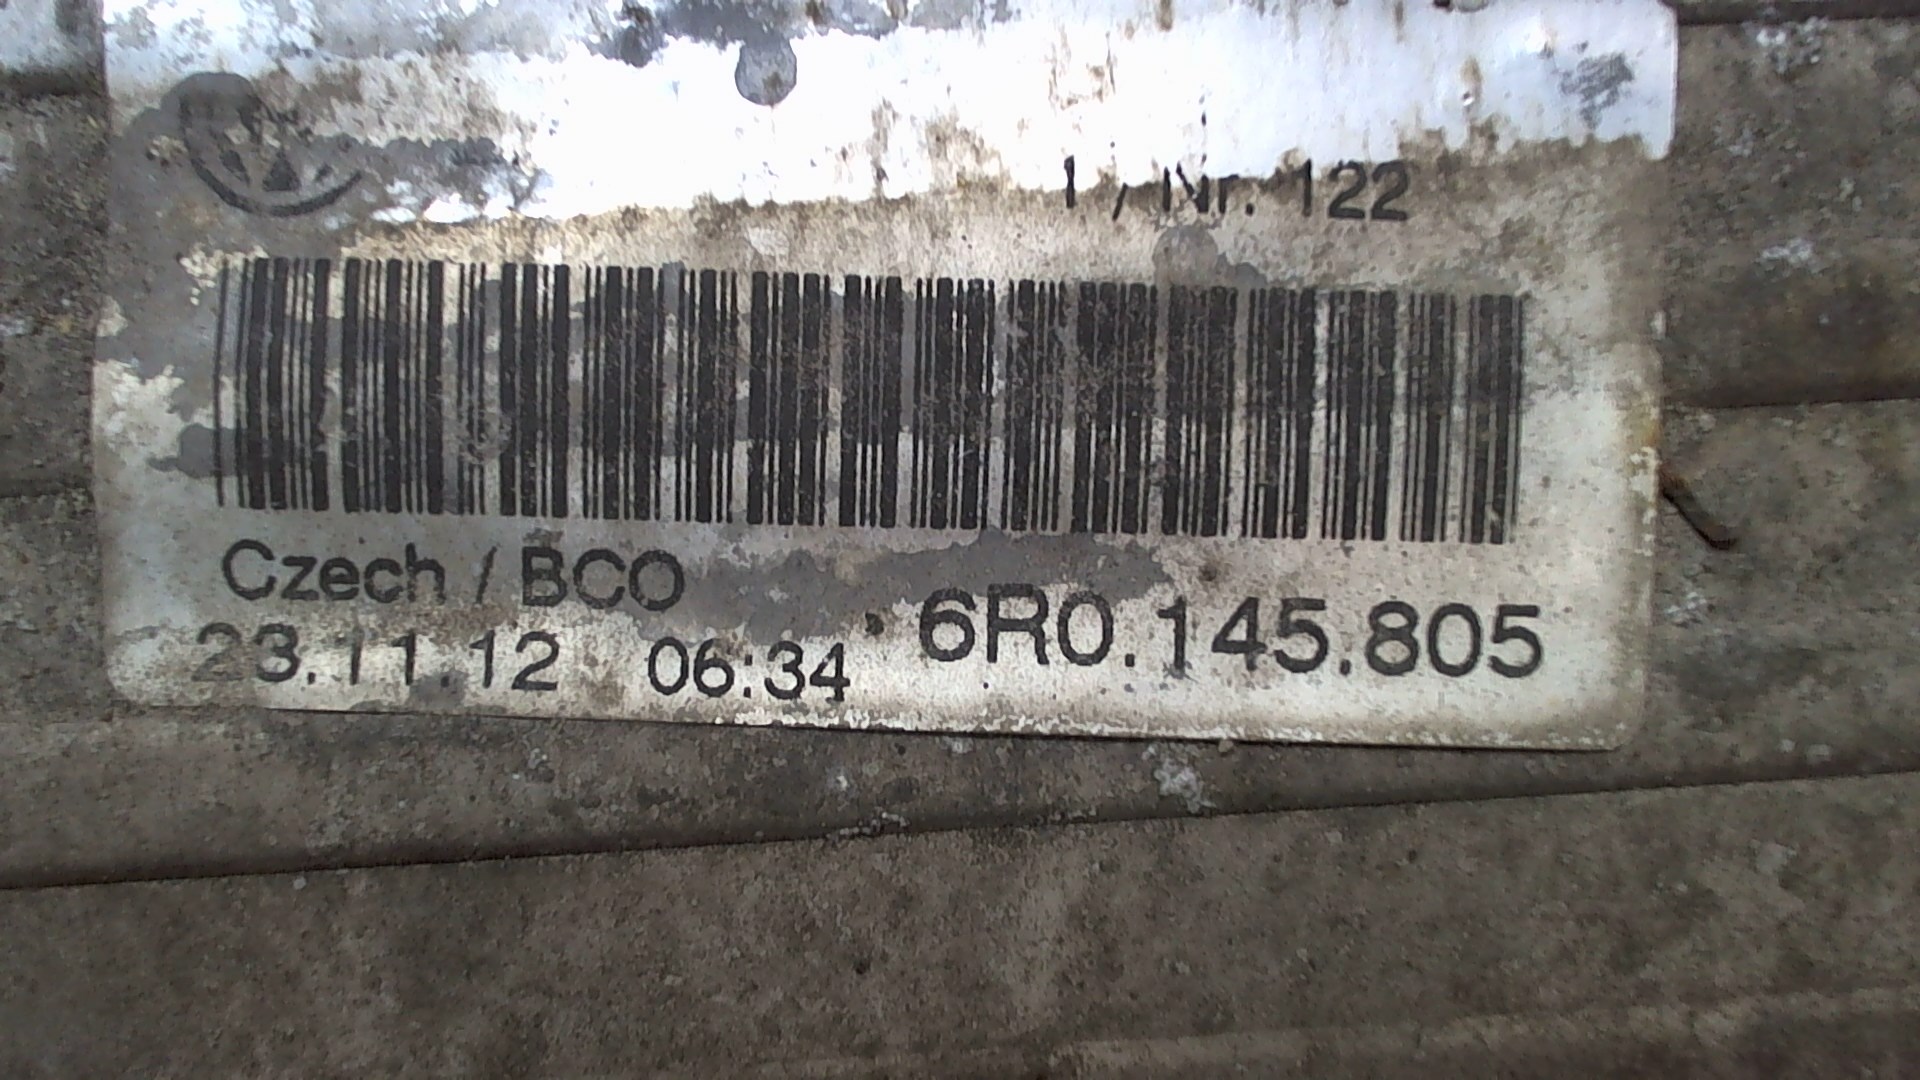 / Nr. 122
Czech / BCO
23.11.12 06:34 6R0.145.805